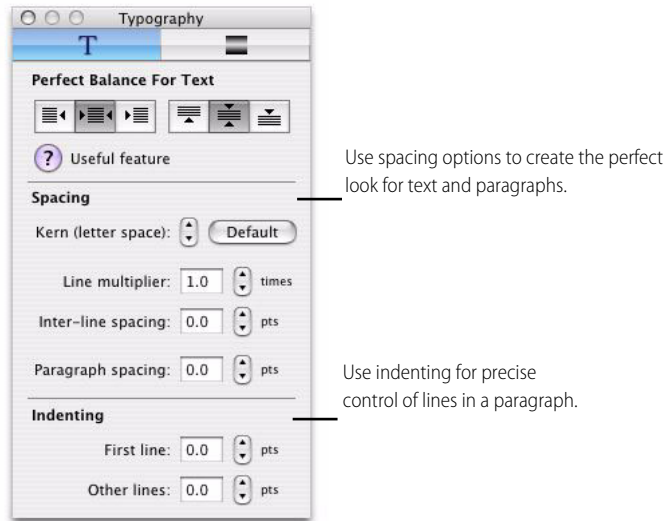 Typography
T
Perfect Balance For Text
? Useful feature
Use spacing options to create the perfect
look for text and paragraphs.
Spacing
Kern (letter space): Default
Line multiplier: 1.0 times
Inter-line spacing: 0.0 pts
Paragraph spacing: 0.0 pts
Use indenting for precise
control of lines in a paragraph.
Indenting
First line: 0.0 pts
Other lines: 0.0 pts